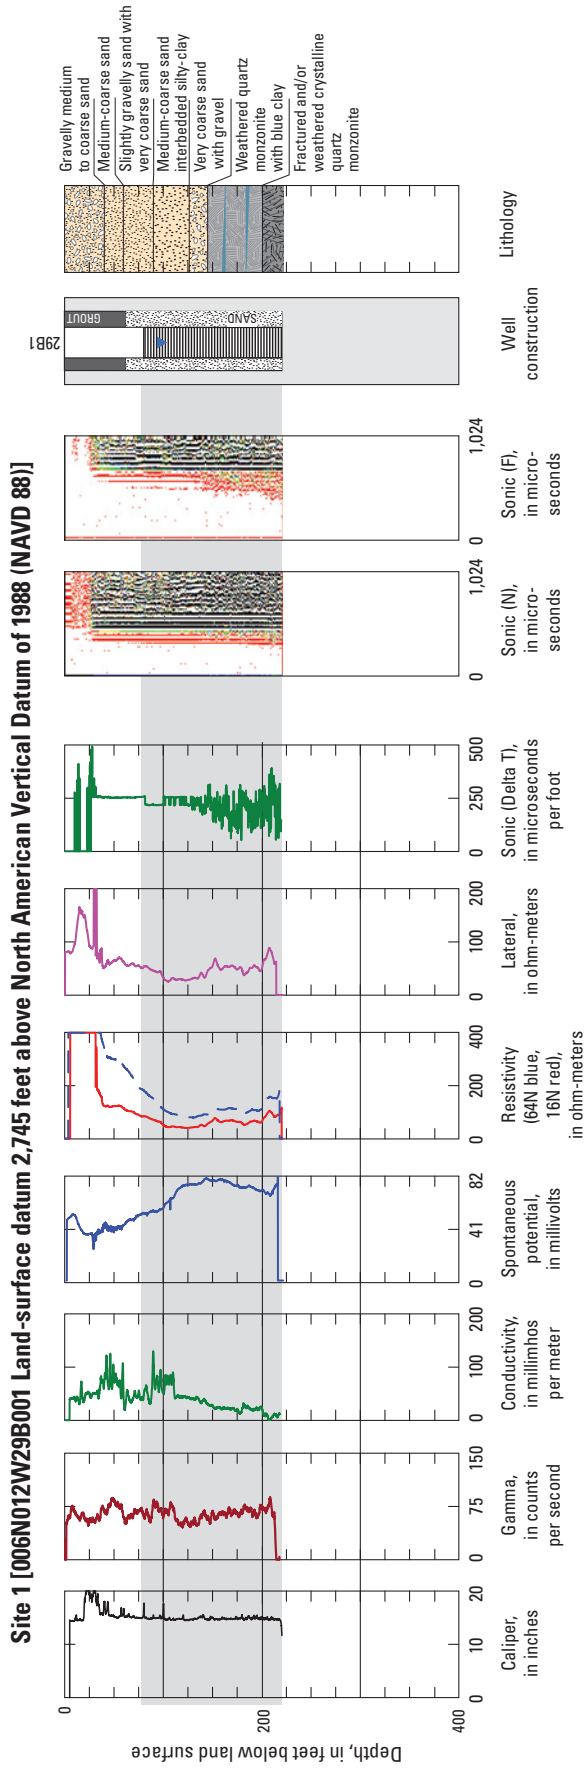 Site 1 [006N012W29B001 Land-surface datum 2,745 feet above North American Vertical Datum of 1988 (NAVD 88)]
Depth, in feet below land surface
0
200
400
0
10
20
Caliper,
in inches
0
75
150
Gamma,
in counts
per second
0
100
200
Conductivity,
in millimhos
per meter
0
41
82
Spontaneous
potential,
in millivolts
0
200
400
Resistivity
(64N blue,
16N red),
in ohm-meters
0
100
200
Lateral,
in ohm-meters
0
250
500
Sonic (Delta T),
in microseconds
per foot
0
1,024
Sonic (N),
in micro-
seconds
0
1,024
Sonic (F),
in micro-
seconds
29B1
GROUT
SAND
Well
construction
Lithology
Gravelly medium
to coarse sand
Medium-coarse sand
Slightly gravelly sand with
very coarse sand
Medium-coarse sand
interbedded silty-clay
Very coarse sand
with gravel
Weathered quartz
monzonite
with blue clay
Fractured and/or
weathered crystalline
quartz
monzonite